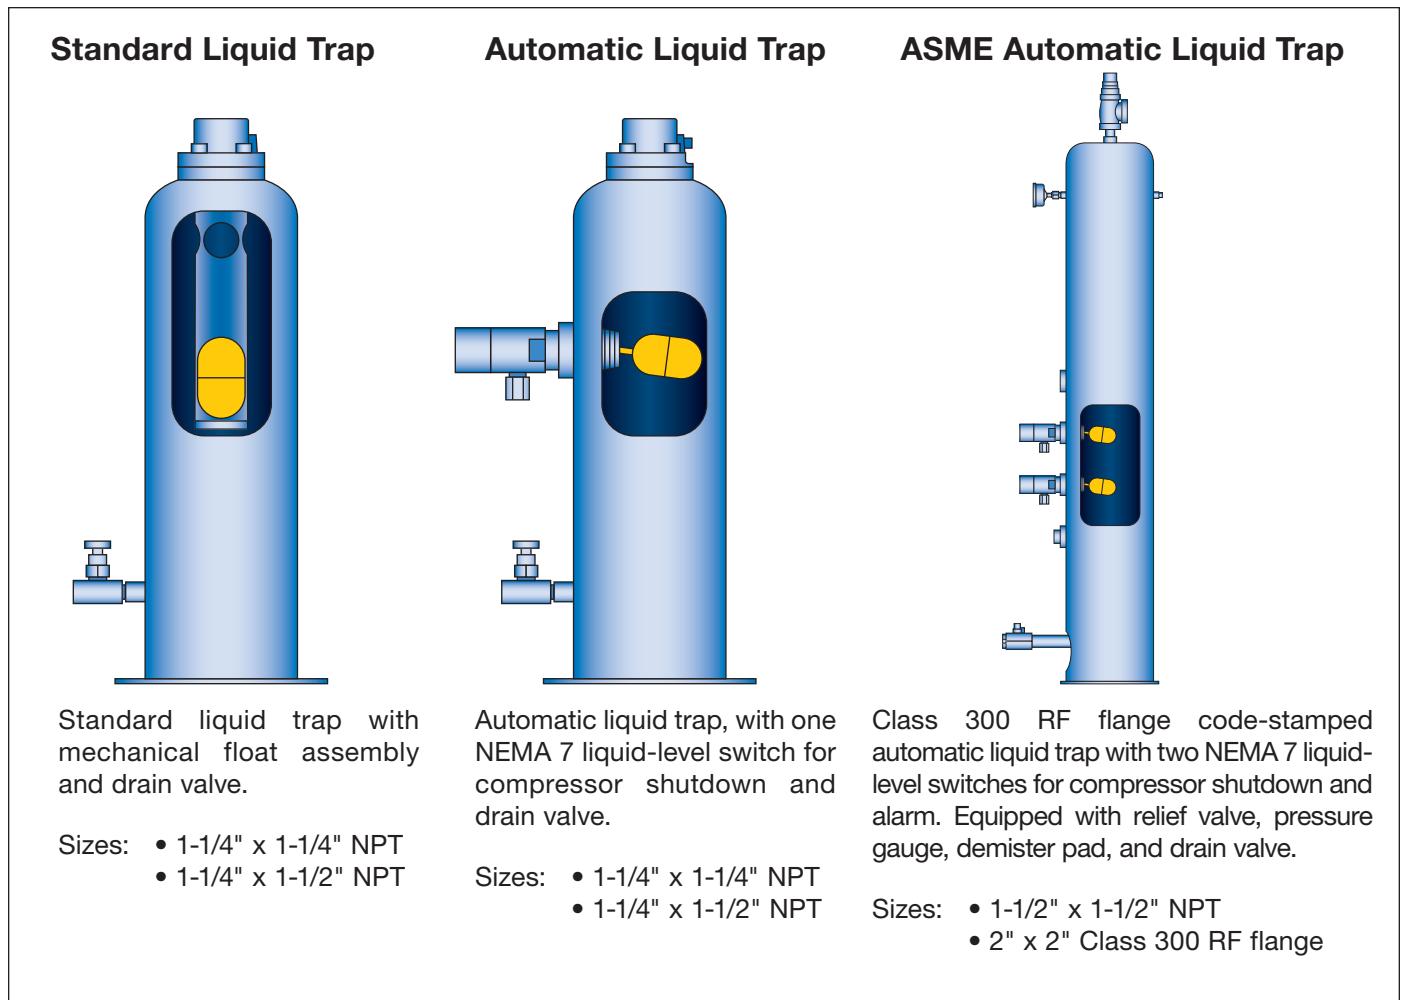 Standard Liquid Trap
Standard liquid trap with
mechanical float assembly
and drain valve.
Sizes: • 1-1/4" x 1-1/4" NPT
• 1-1/4" x 1-1/2" NPT
Automatic Liquid Trap
Automatic liquid trap, with one
NEMA 7 liquid-level switch for
compressor shutdown and
drain valve.
Sizes: • 1-1/4" x 1-1/4" NPT
• 1-1/4" x 1-1/2" NPT
ASME Automatic Liquid Trap
Class 300 RF flange code-stamped
automatic liquid trap with two NEMA 7 liquid-
level switches for compressor shutdown and
alarm. Equipped with relief valve, pressure
gauge, demister pad, and drain valve.
Sizes: • 1-1/2" x 1-1/2" NPT
• 2" x 2" Class 300 RF flange